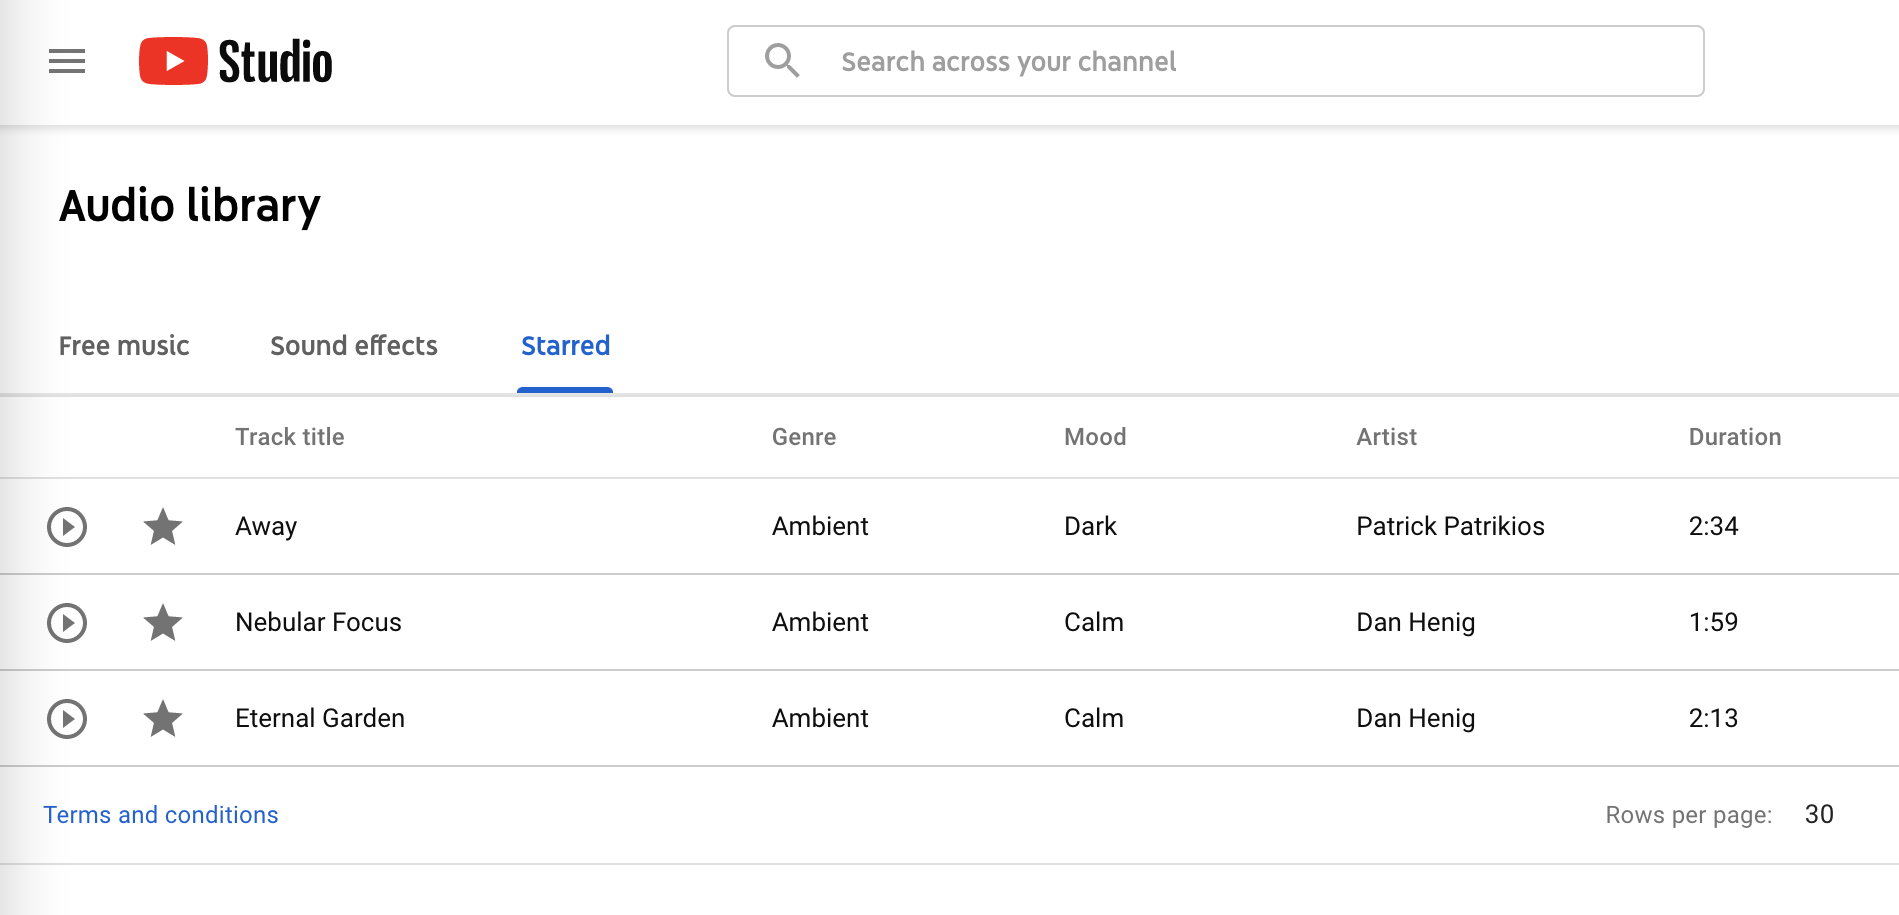 Studio
Search across your channel
Audio library
Free music Sound effects Starred
Track title Genre Mood Artist Duration
Away Ambient Dark Patrick Patrikios 2:34
Nebular Focus Ambient Calm Dan Henig 1:59
Eternal Garden Ambient Calm Dan Henig 2:13
Terms and conditions Rows per page: 30